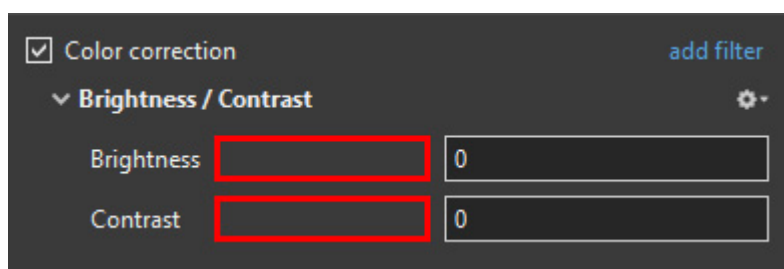 Color correction add filter
Brightness / Contrast
Brightness 0
Contrast 0